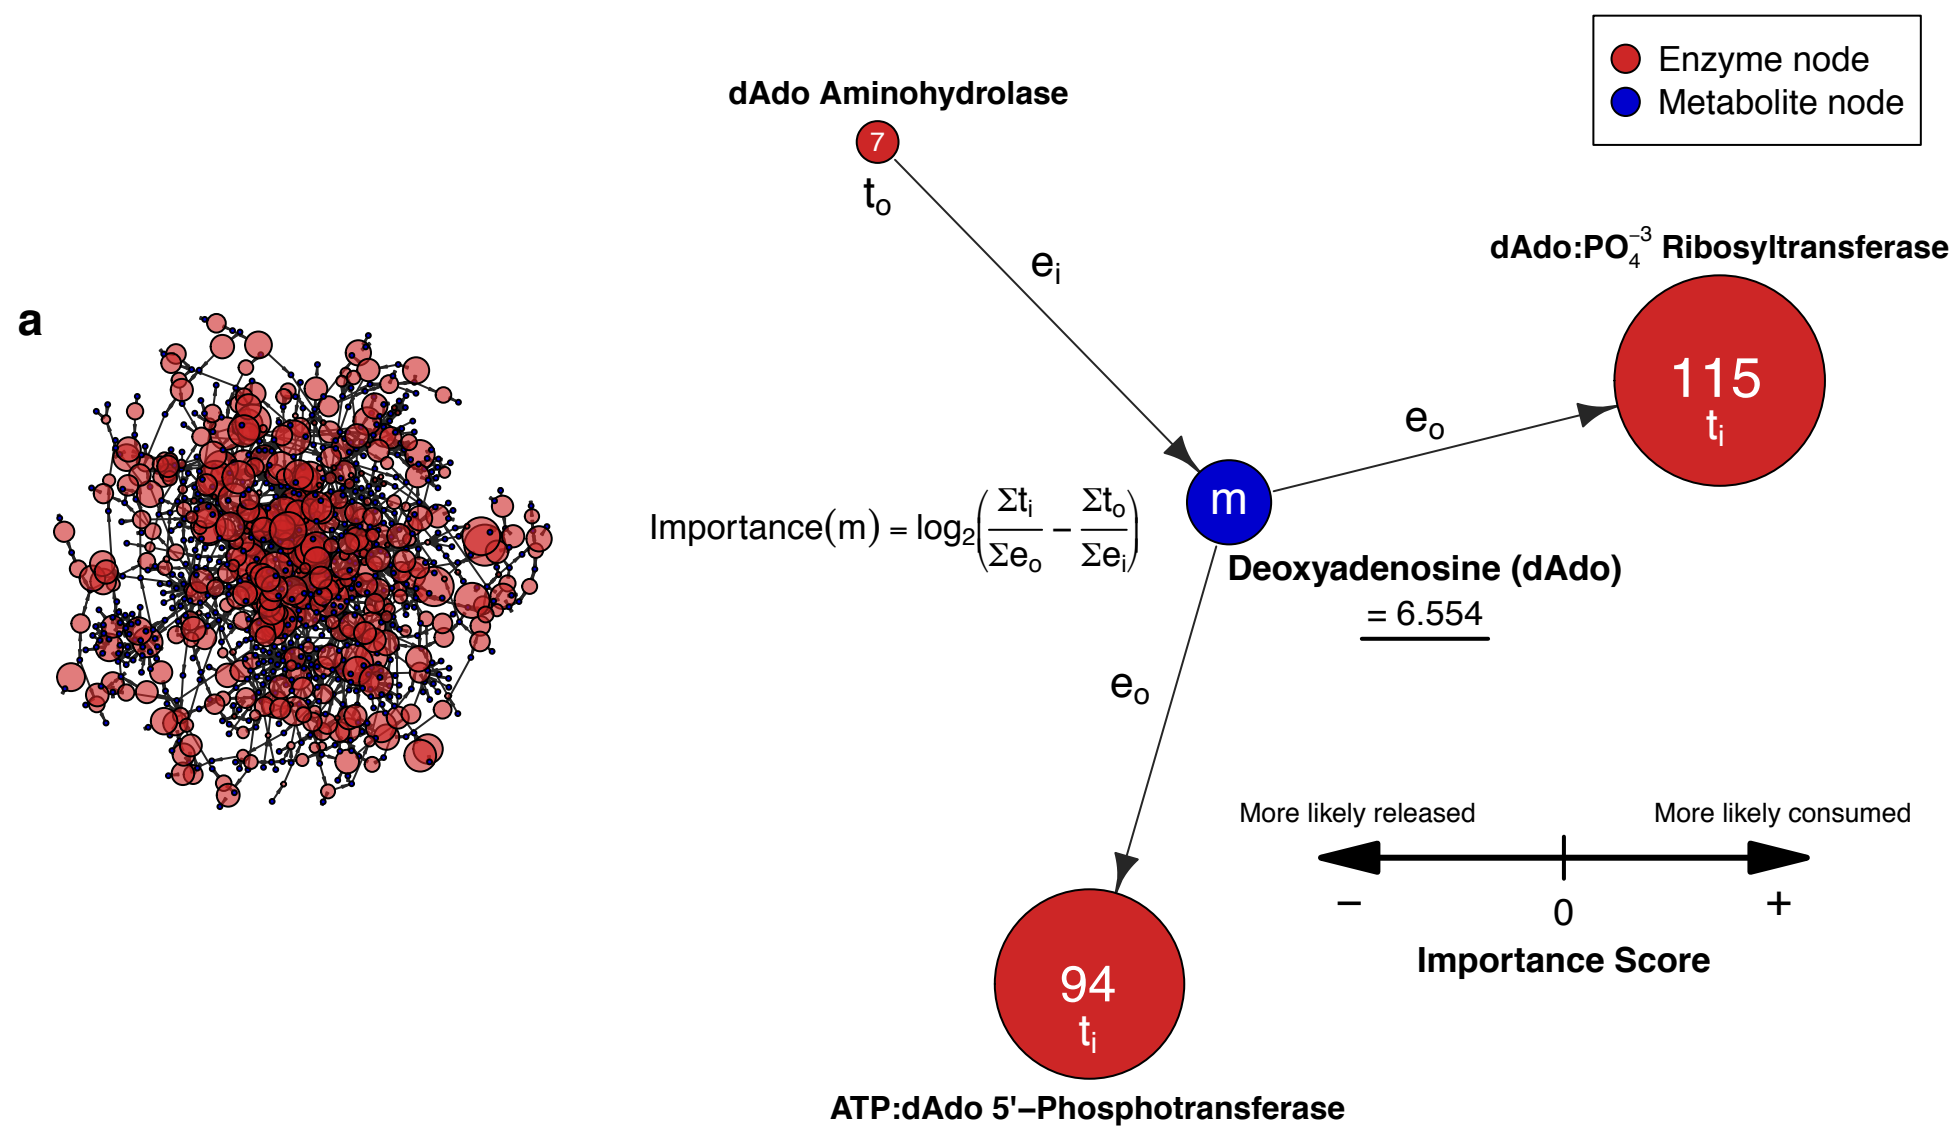 Enzyme node
Metabolite node
dAdo Aminohydrolase
7
tₒ
eᵢ
dAdo:PO₄⁻³ Ribosyltransferase
115
tᵢ
eₒ
a
m
Importance(m) = log₂(Σtᵢ/Σeₒ − Σtₒ/Σeᵢ)
Deoxyadenosine (dAdo)
= 6.554
eₒ
More likely released
More likely consumed
− 0 +
Importance Score
94
tᵢ
ATP:dAdo 5'−Phosphotransferase